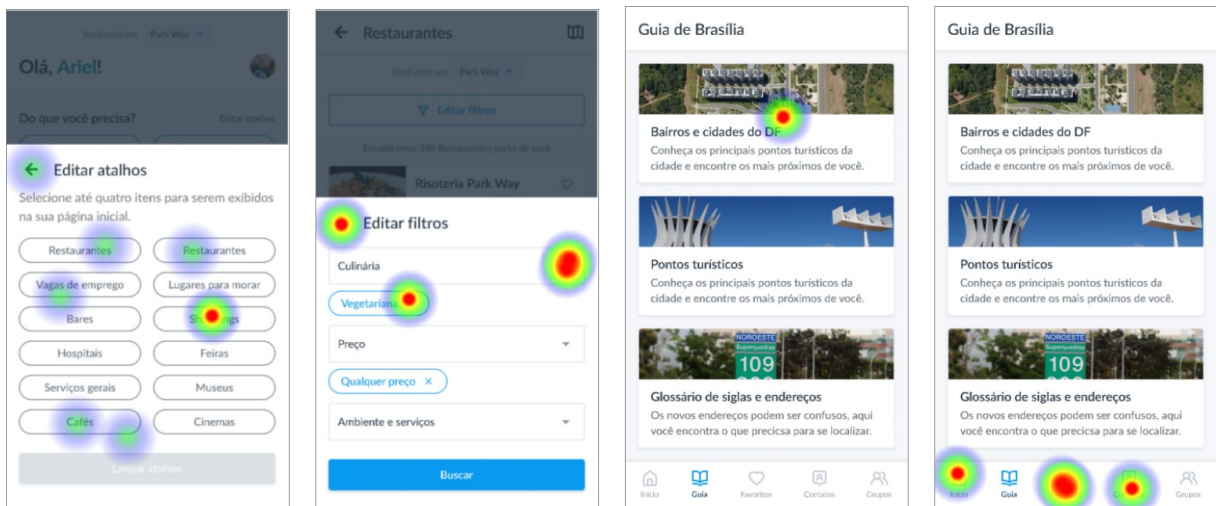 Você está em Park Way
Olá, Ariel!
Do que você precisa? Editar atalhos
Editar atalhos
Selecione até quatro itens para serem exibidos
na sua página inicial.
Restaurantes Restaurantes
Vagas de emprego Lugares para morar
Bares
Hospitais Feiras
Serviços gerais Museus
Cafés Cinemas
Limpar atalhos
Restaurantes
Você está em Park Way
Editar filtros
Encontramos 348 Restaurantes perto de você
Risoteria Park Way
Editar filtros
Culinária
Vegetariana
Preço
Qualquer preço ×
Ambiente e serviços
Buscar
Guia de Brasília
Bairros e cidades do DF
Conheça os principais pontos turísticos da
cidade e encontre os mais próximos de você.
Pontos turísticos
Conheça os principais pontos turísticos da
cidade e encontre os mais próximos de você.
NOROESTE
Superquadras
109
Glossário de siglas e endereços
Os novos endereços podem ser confusos, aqui
você encontra o que precicsa para se localizar.
Início Guia Favoritos Contatos Grupos
Guia de Brasília
Bairros e cidades do DF
Conheça os principais pontos turísticos da
cidade e encontre os mais próximos de você.
Pontos turísticos
Conheça os principais pontos turísticos da
cidade e encontre os mais próximos de você.
NOROESTE
Superquadras
109
Glossário de siglas e endereços
Os novos endereços podem ser confusos, aqui
você encontra o que precicsa para se localizar.
Início Guia Grupos